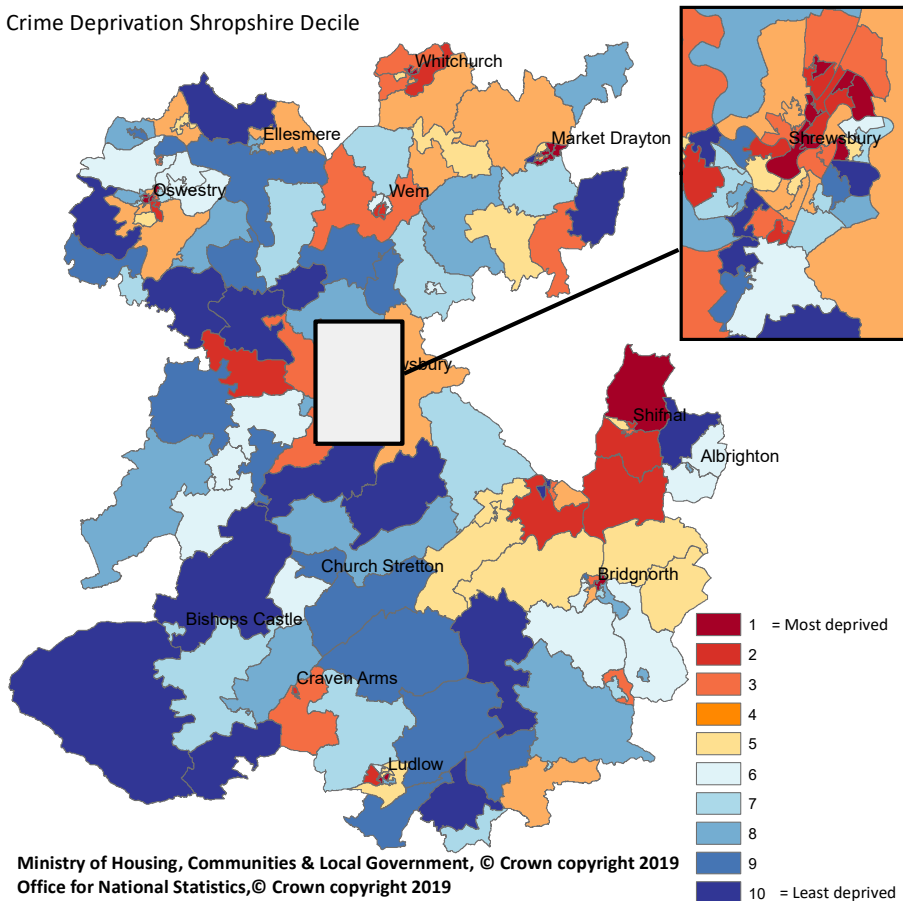 Crime Deprivation Shropshire Decile
Whitchurch
Ellesmere
Market Drayton
Shrewsbury
Oswestry
Wem
wsbury
Shifnal
Albrighton
Church Stretton
Bridgnorth
Bishops Castle
Craven Arms
Ludlow
1 = Most deprived
2
3
4
5
6
7
8
9
10 = Least deprived
Ministry of Housing, Communities & Local Government, © Crown copyright 2019
Office for National Statistics,© Crown copyright 2019